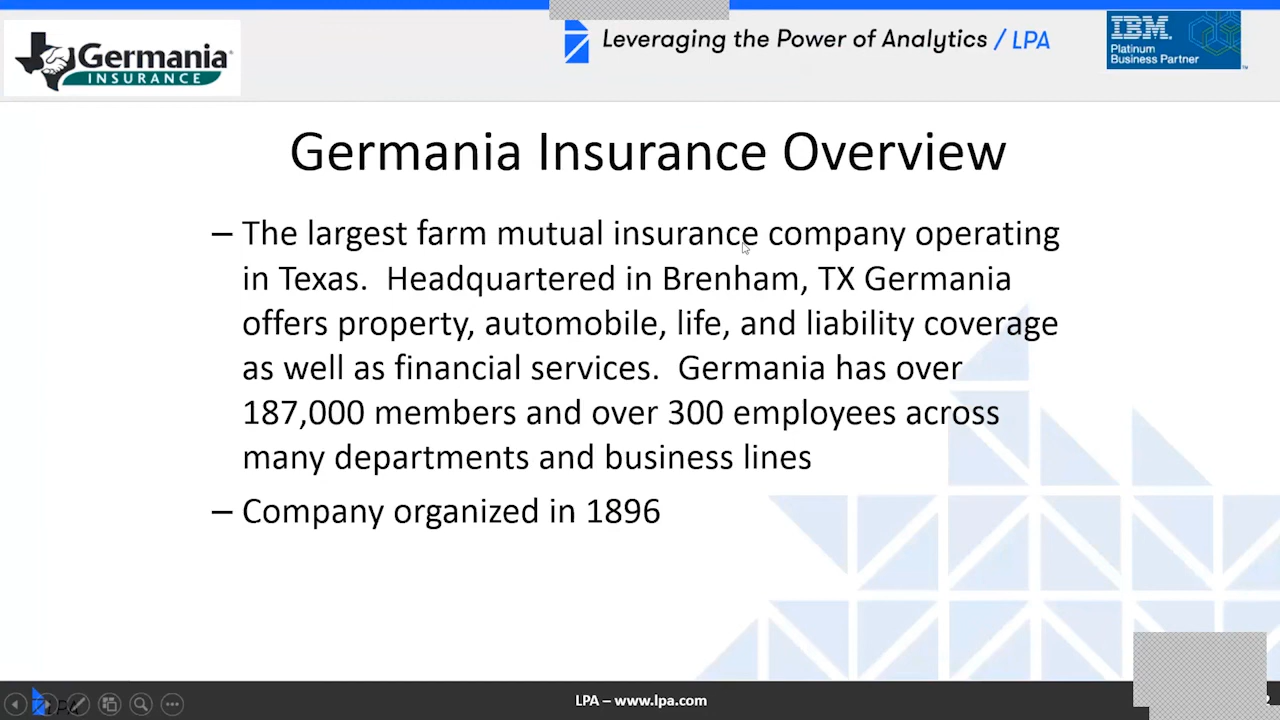 Germania
INSURANCE
Leveraging the Power of Analytics / LPA
IBM
Platinum
Business Partner
Germania Insurance Overview
– The largest farm mutual insurance company operating
in Texas.  Headquartered in Brenham, TX Germania
offers property, automobile, life, and liability coverage
as well as financial services.  Germania has over
187,000 members and over 300 employees across
many departments and business lines
– Company organized in 1896
LPA
LPA – www.lpa.com